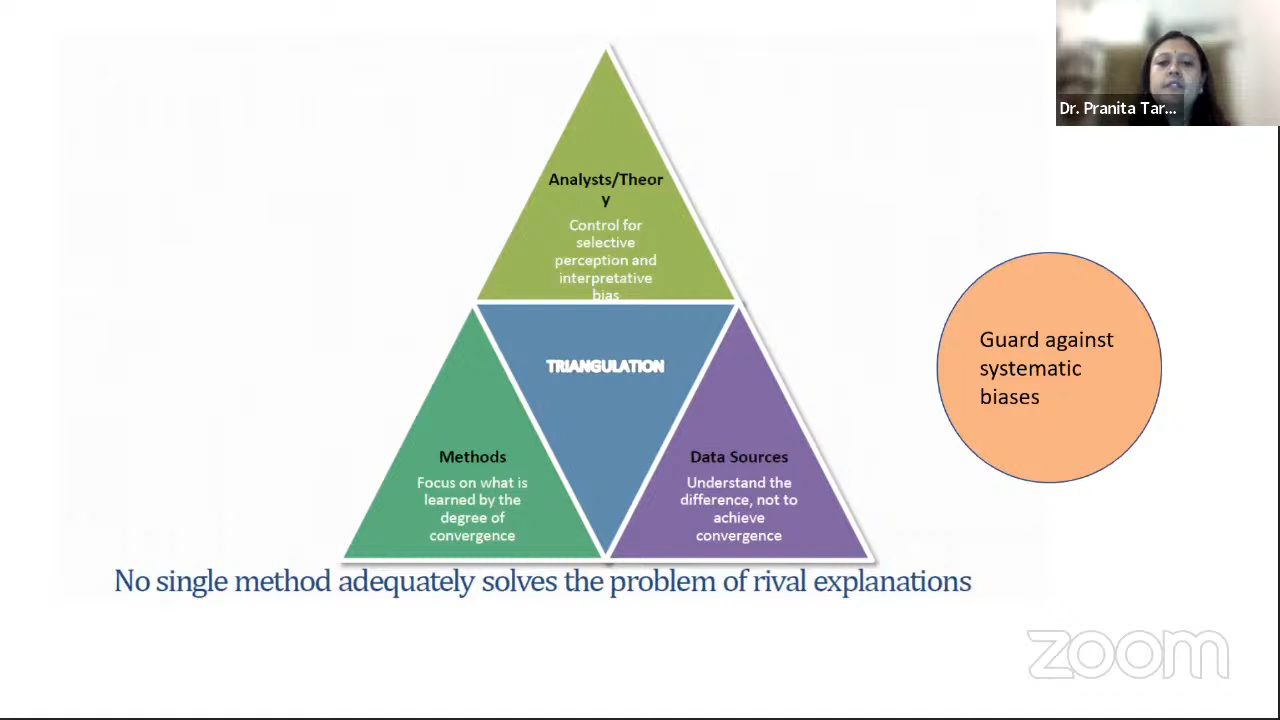 Dr. Pranita Tar...
Analysts/Theor
y
Control for
selective
perception and
interpretative
bias
TRIANGULATION
Guard against
systematic
biases
Methods
Focus on what is
learned by the
degree of
convergence
Data Sources
Understand the
difference, not to
achieve
convergence
No single method adequately solves the problem of rival explanations
zoom